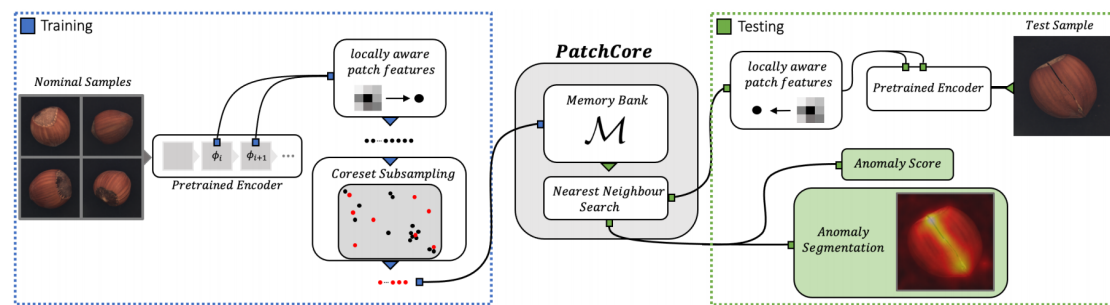 Training
Nominal Samples
ϕi
ϕi+1
Pretrained Encoder
locally aware
patch features
Coreset Subsampling
PatchCore
Memory Bank
ℳ
Nearest Neighbour
Search
Testing
Test Sample
locally aware
patch features
Pretrained Encoder
Anomaly Score
Anomaly
Segmentation